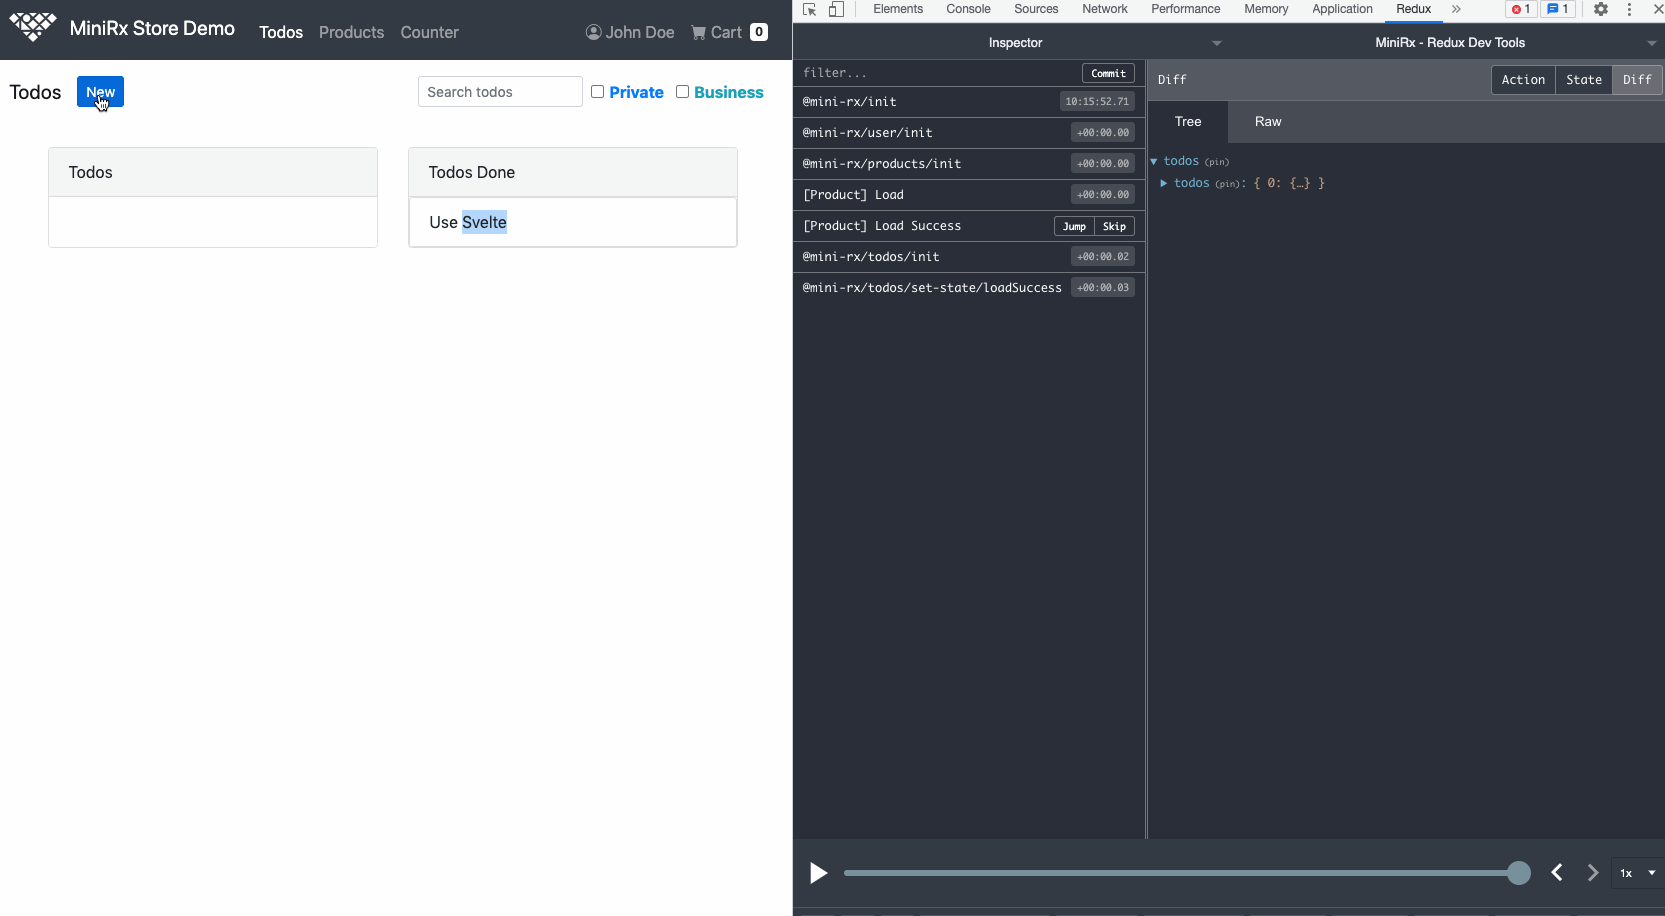 MiniRx Store Demo Todos Products Counter John Doe Cart 0
Todos New Search todos Private Business
Todos
Todos Done
Use Svelte
Elements Console Sources Network Performance Memory Application Redux » 1 1
Inspector MiniRx - Redux Dev Tools
filter... Commit
@mini-rx/init 10:15:52.71
@mini-rx/user/init +00:00.00
@mini-rx/products/init +00:00.00
[Product] Load +00:00.00
[Product] Load Success Jump Skip
@mini-rx/todos/init +00:00.02
@mini-rx/todos/set-state/loadSuccess +00:00.03
Diff Action State Diff
Tree Raw
todos (pin)
todos (pin): { 0: {…} }
1x